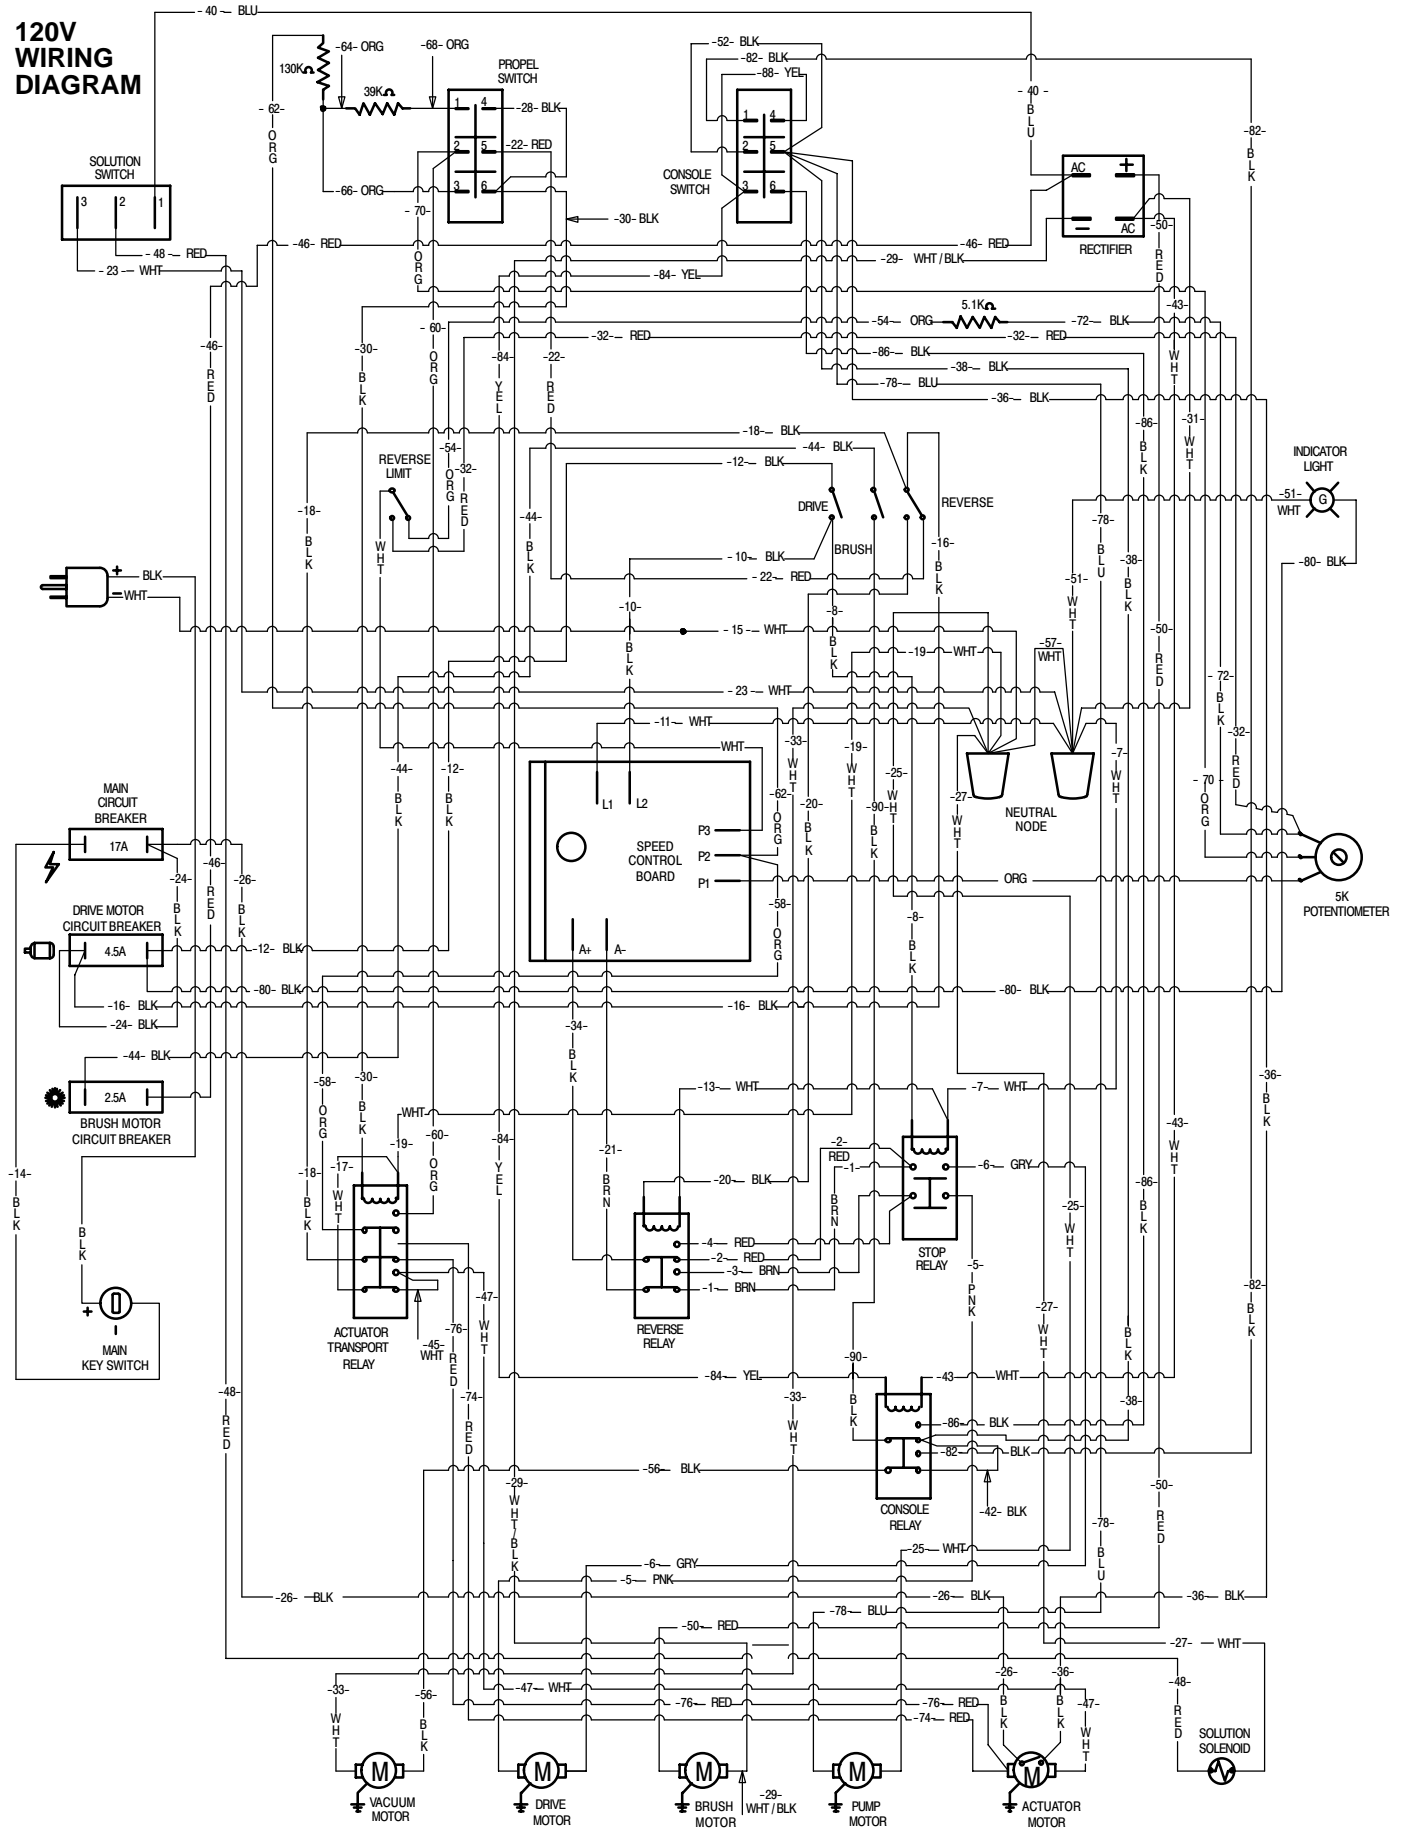 120V
WIRING
DIAGRAM
- 40 - BLU
-64- ORG
-68- ORG
130KΩ
39KΩ
PROPEL
SWITCH
1 4
2 5
3 6
-28- BLK
-22- RED
- 62- ORG
-66- ORG
- 70- ORG
-30- BLK
-52- BLK
-82- BLK
-88- YEL
CONSOLE
SWITCH
1 4
2 5
3 6
- 40 - BLU
-82- BLK
SOLUTION
SWITCH
3 2 1
- 48 - RED
- 23 - WHT
AC +
- AC
RECTIFIER
-50- RED
-46- RED
-46- RED
-29- WHT/BLK
-84- YEL
-43- WHT
5.1KΩ
-54- ORG
-72- BLK
-32- RED
-32- RED
-86- BLK
-38- BLK
-78- BLU
-36- BLK
-46- RED
-30- BLK
- 60- ORG
-84- YEL
-22- RED
-86- BLK
-31- WHT
-18- BLK
-44- BLK
-12- BLK
-54- ORG
-32- RED
REVERSE
LIMIT
INDICATOR
LIGHT
G
-51- WHT
DRIVE
BRUSH
REVERSE
-18- BLK
-44- BLK
WHT
-16- BLK
-78- BLU
-38- BLK
-80- BLK
- 10- BLK
- 22- RED
+ BLK
- WHT
-10- BLK
-8- BLK
-51- WHT
-57- WHT
-50- RED
- 15 - WHT
-19- WHT
- 23 - WHT
- 72- BLK
-11- WHT
WHT
-33- WHT
-19- WHT
-7- WHT
-32- RED
-44- BLK
-12- BLK
L1 L2
P3
P2
P1
SPEED
CONTROL
BOARD
A+ A-
-62- ORG
-20- BLK
-90- BLK
-25- WHT
-27- WHT
NEUTRAL
NODE
- 70 - ORG
MAIN
CIRCUIT
BREAKER
17A
-24- BLK
-46- RED
-26- BLK
ORG
5K
POTENTIOMETER
-58- ORG
-8- BLK
DRIVE MOTOR
CIRCUIT BREAKER
4.5A
-12- BLK
-80- BLK
-80- BLK
-16- BLK
-16- BLK
-24- BLK
-34- BLK
-44- BLK
2.5A
BRUSH MOTOR
CIRCUIT BREAKER
-58- ORG
-30- BLK
-13- WHT
-7- WHT
-36- BLK
WHT
-19-
-60- ORG
-84- YEL
-21- BRN
-2- RED
-1- BRN
-6- GRY
-43- WHT
-14- BLK
-18- BLK
-17- WHT
-20- BLK
-86- BLK
-25- WHT
BLK
-4- RED
-2- RED
-3- BRN
-1- BRN
STOP
RELAY
-5- PNK
-82- BLK
+
-
MAIN
KEY SWITCH
ACTUATOR
TRANSPORT
RELAY
-45- WHT
-47- WHT
-76- RED
REVERSE
RELAY
-27- WHT
BLK
-90- BLK
-84- YEL
-43- WHT
-48- RED
-74- RED
-33- WHT
-38-
-86- BLK
-82- BLK
-56- BLK
-29- WHT/BLK
-42- BLK
CONSOLE
RELAY
-50- RED
-78- BLU
-25- WHT
-6- GRY
-5- PNK
-26- BLK
-26- BLK
-36- BLK
-78- BLU
-50- RED
-27- WHT
-33- WHT
-56- BLK
-47- WHT
-76- RED
-76- RED
-74- RED
-26- BLK
-36- BLK
-47- WHT
-48- RED
SOLUTION
SOLENOID
M
M
M
M
M
VACUUM
MOTOR
DRIVE
MOTOR
BRUSH
MOTOR
-29-
WHT/BLK
PUMP
MOTOR
ACTUATOR
MOTOR